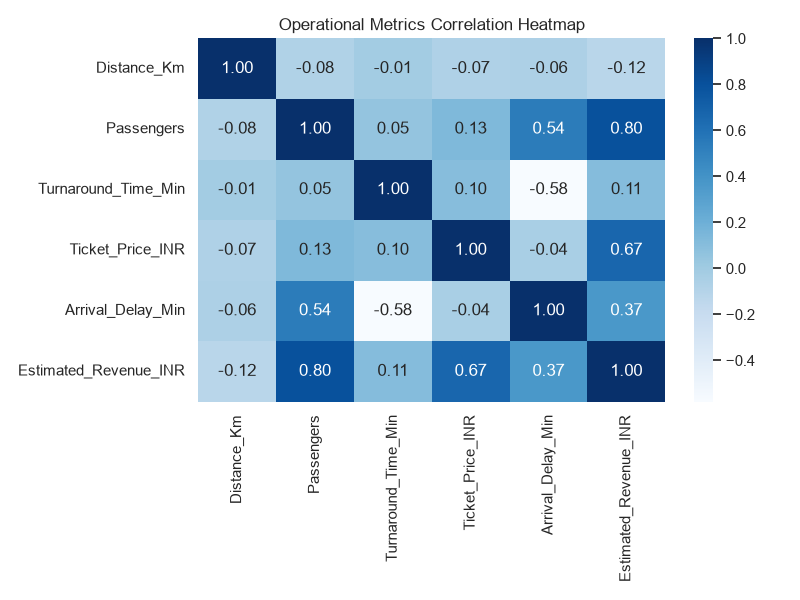 Operational Metrics Correlation Heatmap
Distance_Km 1.00 -0.08 -0.01 -0.07 -0.06 -0.12
Passengers -0.08 1.00 0.05 0.13 0.54 0.80
Turnaround_Time_Min -0.01 0.05 1.00 0.10 -0.58 0.11
Ticket_Price_INR -0.07 0.13 0.10 1.00 -0.04 0.67
Arrival_Delay_Min -0.06 0.54 -0.58 -0.04 1.00 0.37
Estimated_Revenue_INR -0.12 0.80 0.11 0.67 0.37 1.00
Distance_Km
Passengers
Turnaround_Time_Min
Ticket_Price_INR
Arrival_Delay_Min
Estimated_Revenue_INR
1.0
0.8
0.6
0.4
0.2
0.0
−0.2
−0.4